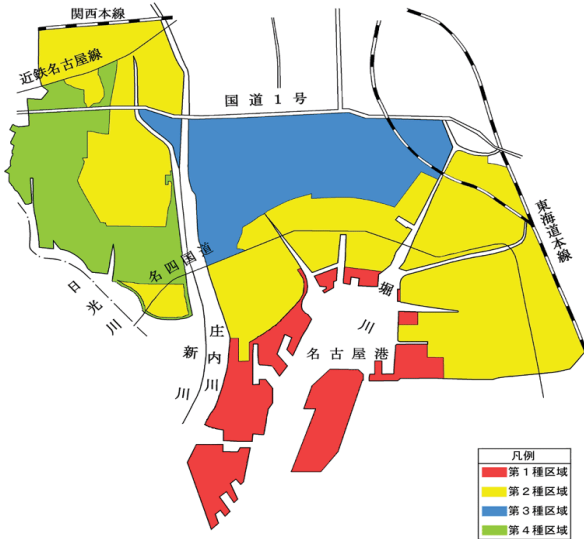 関西本線
近鉄名古屋線
国道1号
東海道本線
名四国道
日光川
新川
庄内川
堀川
名古屋港
凡例
第1種区域
第2種区域
第3種区域
第4種区域